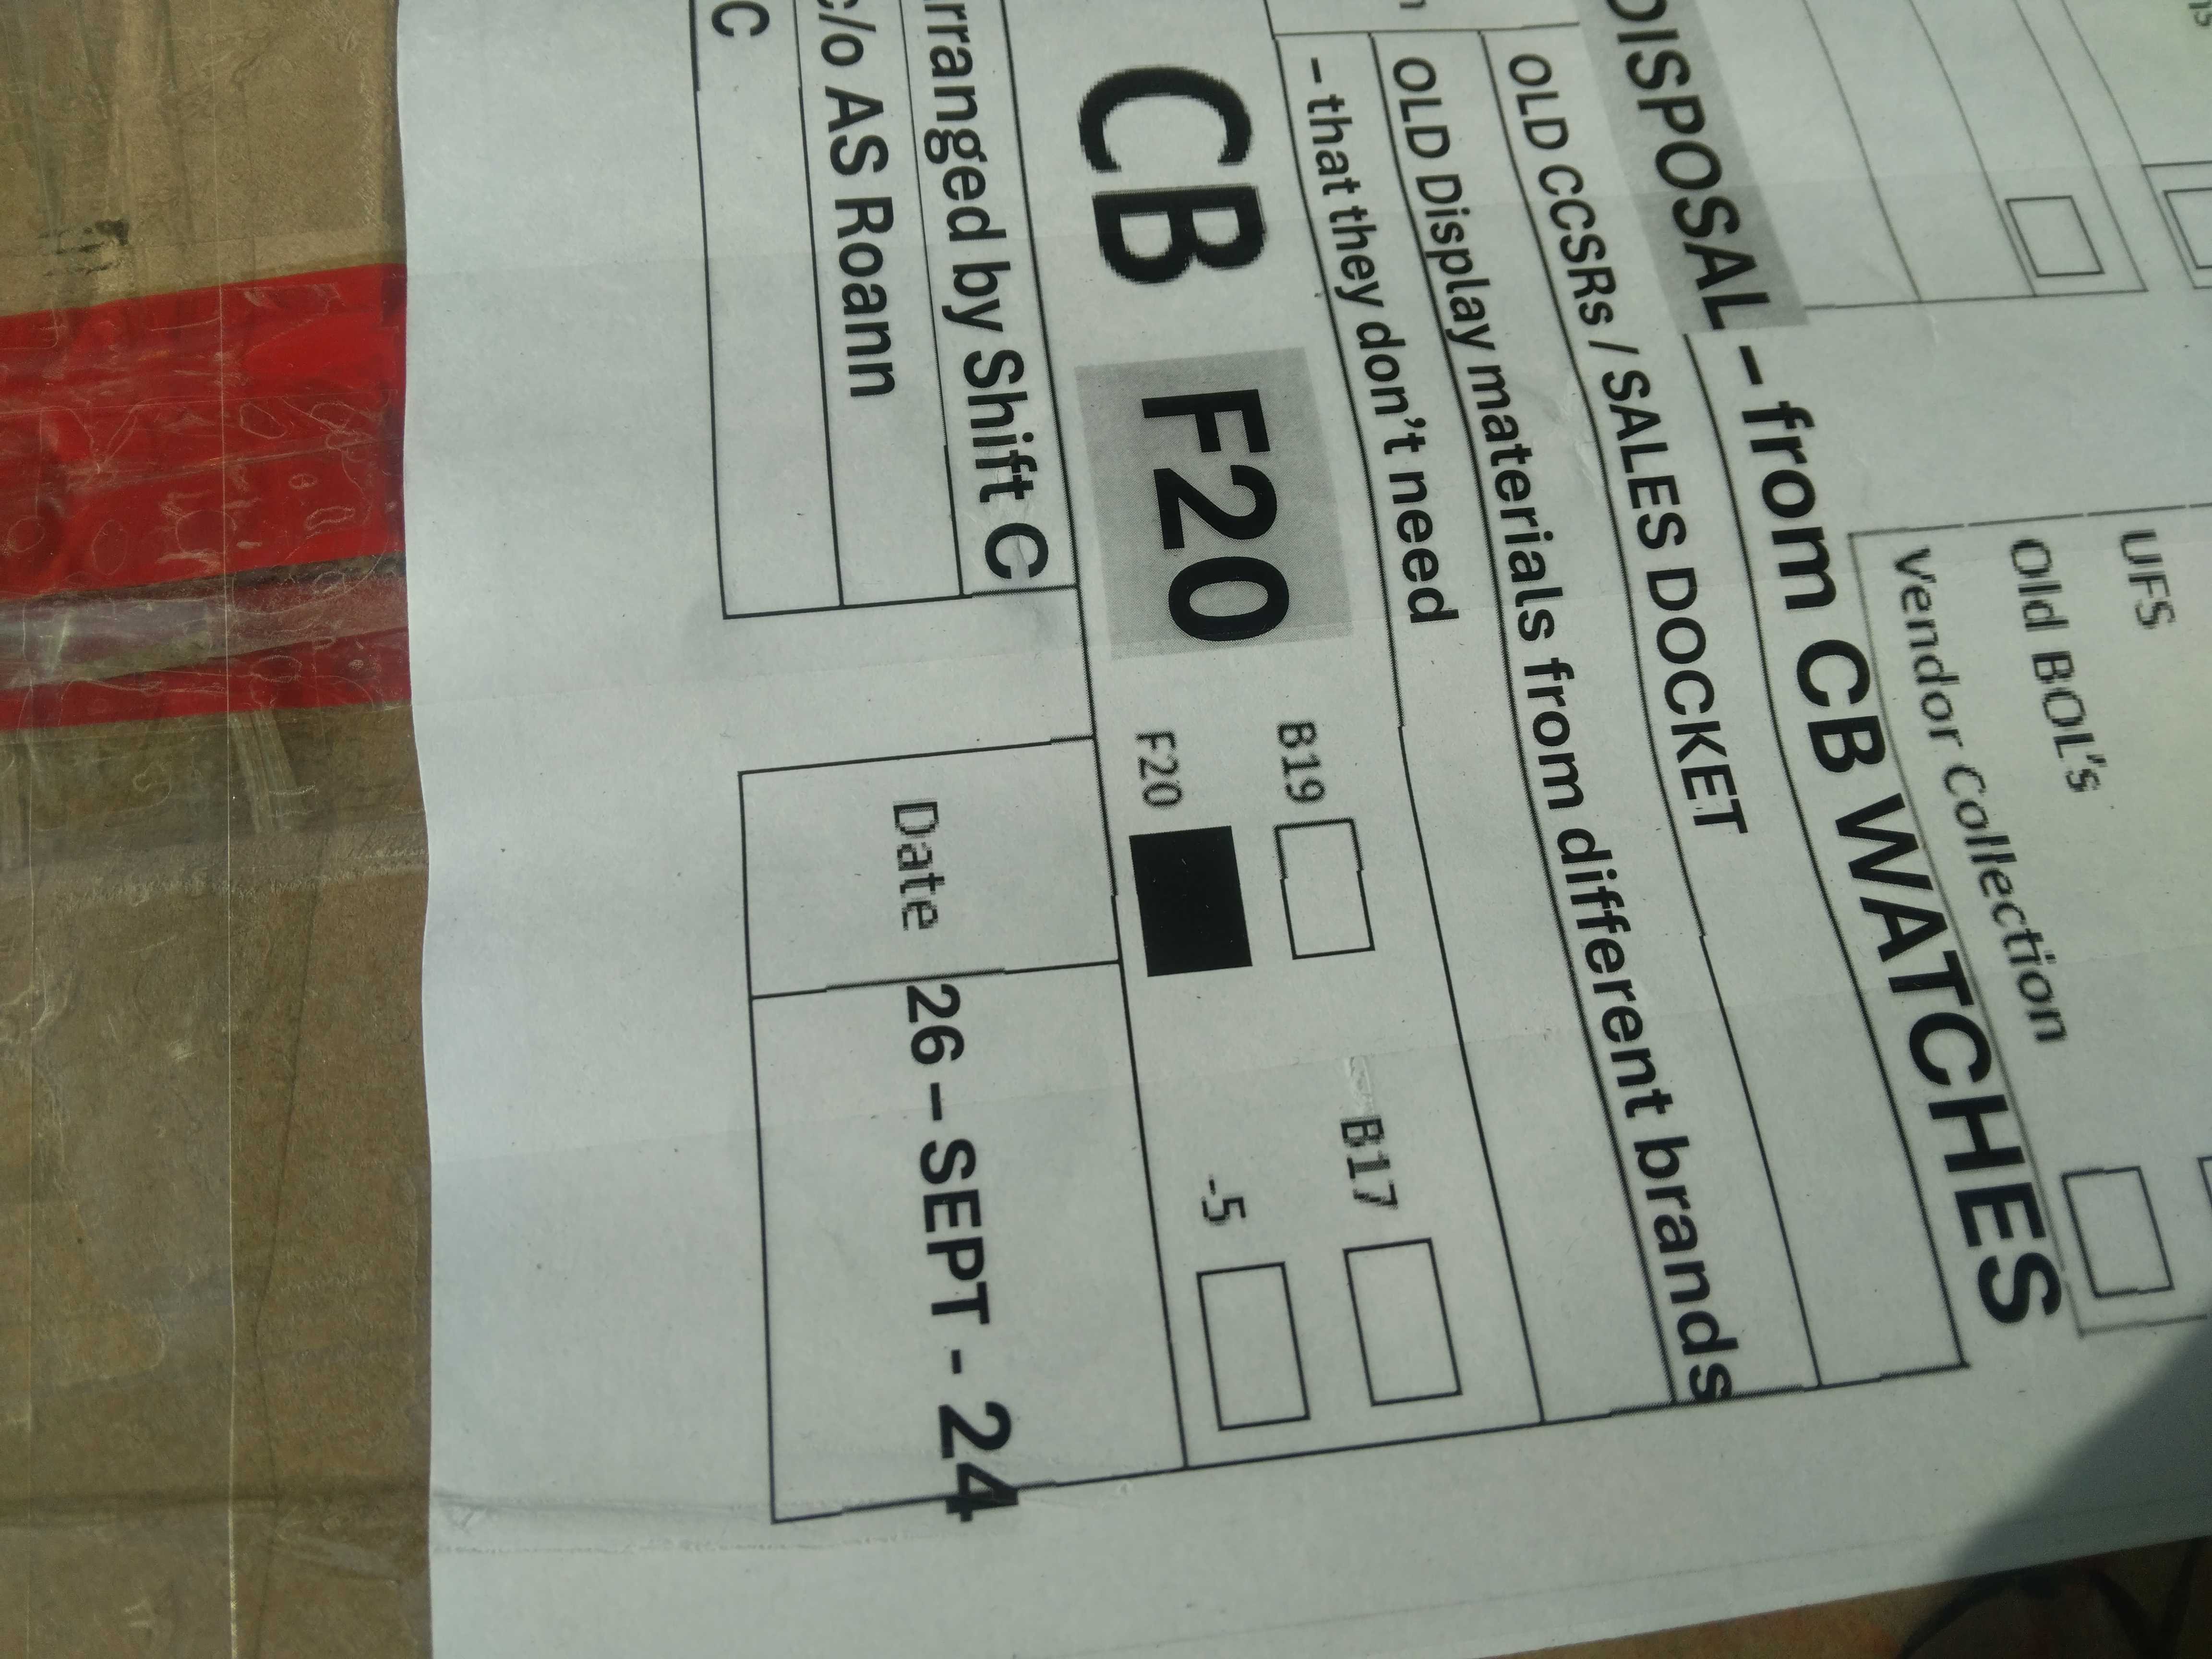 UFS
Old BOL's
Vendor Collection
DISPOSAL – from CB WATCHES
OLD CCSRs / SALES DOCKET
OLD Display materials from different brands
- that they don't need
B19 B17
CB F20
F20 -5
rranged by Shift C
c/o AS Roann
Date 26 – SEPT - 24
C